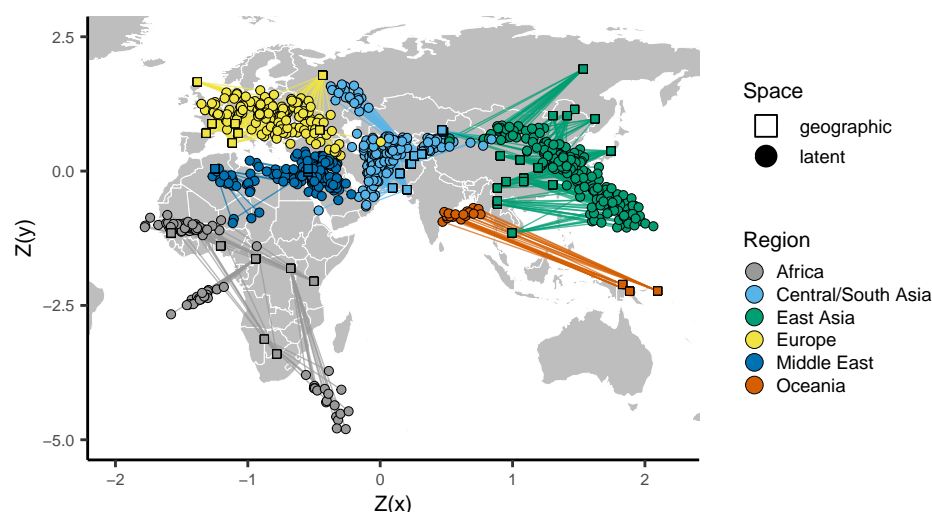 2.5
0.0
−2.5
−5.0
Z(y)
−2
−1
0
1
2
Z(x)
Space
geographic
latent
Region
Africa
Central/South Asia
East Asia
Europe
Middle East
Oceania